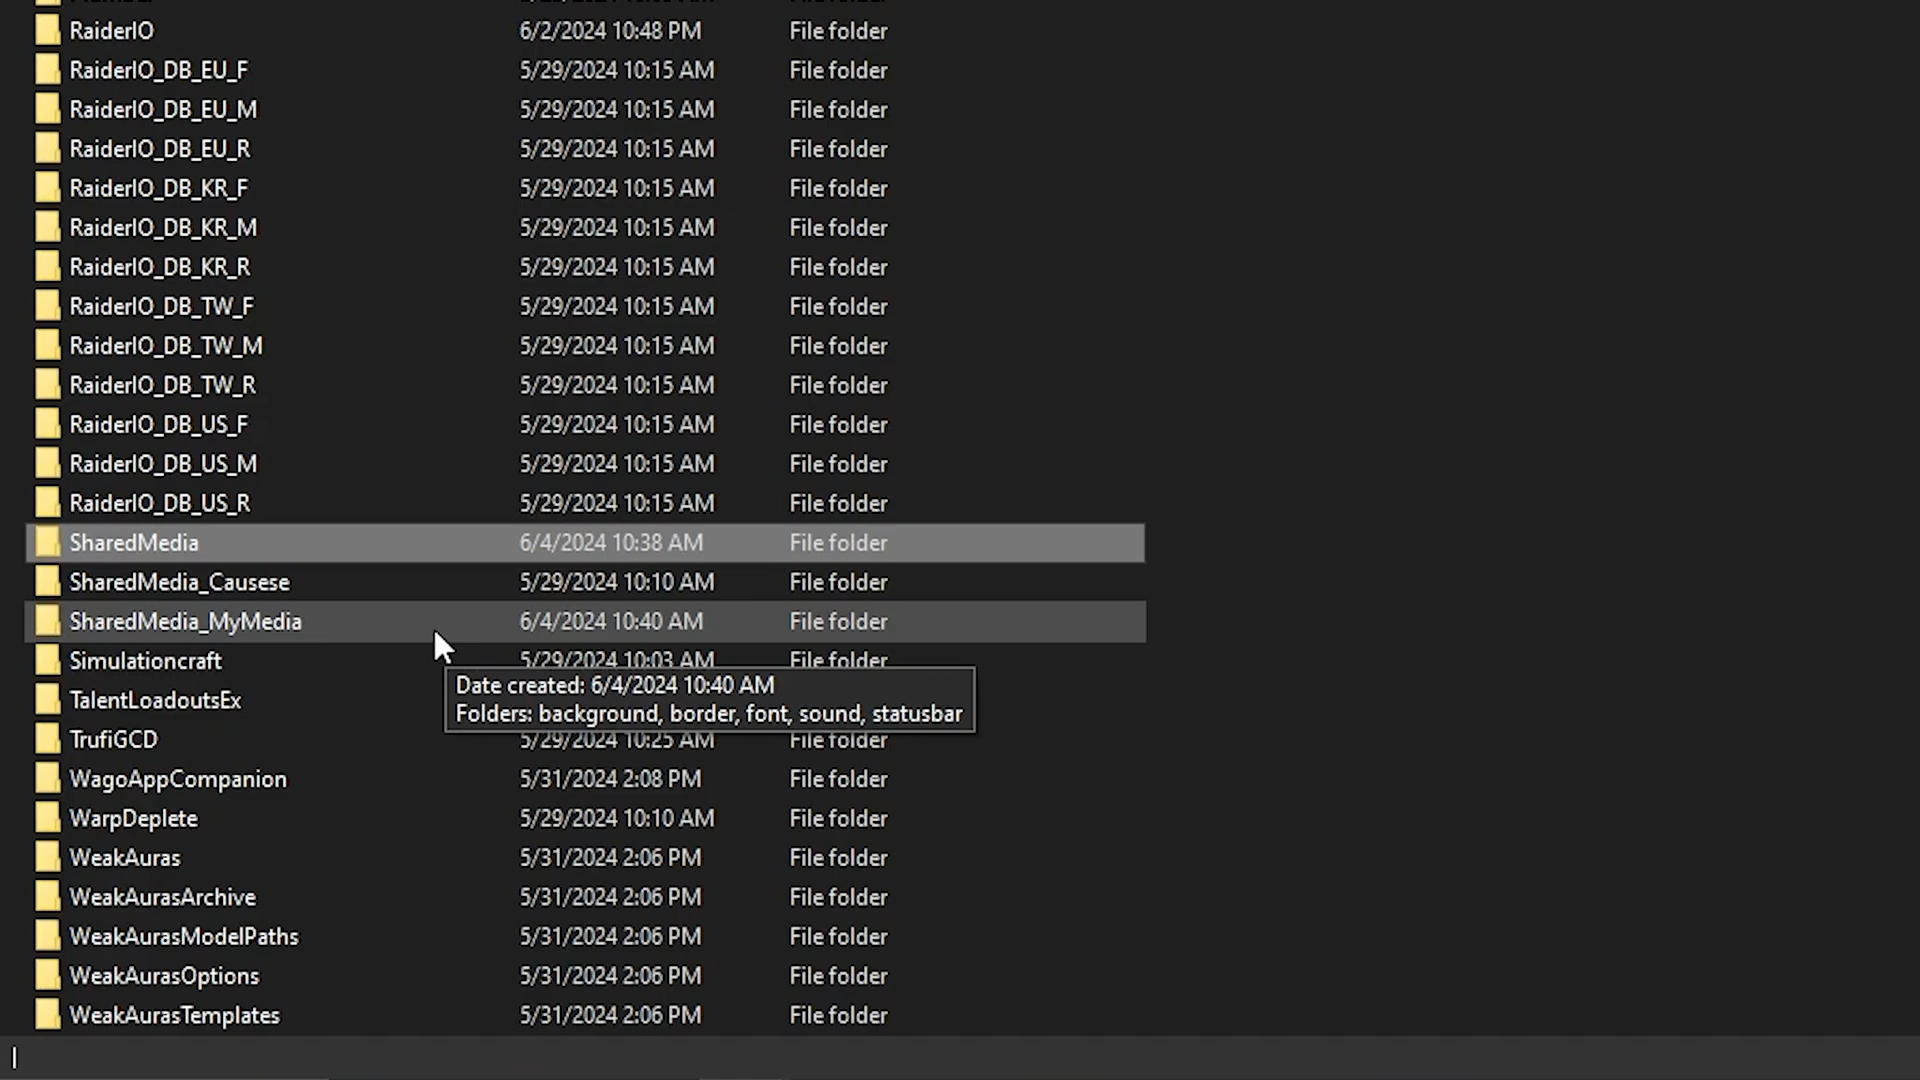 RaiderIO 6/2/2024 10:48 PM File folder
RaiderIO_DB_EU_F 5/29/2024 10:15 AM File folder
RaiderIO_DB_EU_M 5/29/2024 10:15 AM File folder
RaiderIO_DB_EU_R 5/29/2024 10:15 AM File folder
RaiderIO_DB_KR_F 5/29/2024 10:15 AM File folder
RaiderIO_DB_KR_M 5/29/2024 10:15 AM File folder
RaiderIO_DB_KR_R 5/29/2024 10:15 AM File folder
RaiderIO_DB_TW_F 5/29/2024 10:15 AM File folder
RaiderIO_DB_TW_M 5/29/2024 10:15 AM File folder
RaiderIO_DB_TW_R 5/29/2024 10:15 AM File folder
RaiderIO_DB_US_F 5/29/2024 10:15 AM File folder
RaiderIO_DB_US_M 5/29/2024 10:15 AM File folder
RaiderIO_DB_US_R 5/29/2024 10:15 AM File folder
SharedMedia 6/4/2024 10:38 AM File folder
SharedMedia_Causese 5/29/2024 10:10 AM File folder
SharedMedia_MyMedia 6/4/2024 10:40 AM File folder
Simulationcraft 5/29/2024 10:03 AM File folder
Date created: 6/4/2024 10:40 AM
TalentLoadoutsEx
Folders: background, border, font, sound, statusbar
TrufiGCD 5/29/2024 10:25 AM File folder
WagoAppCompanion 5/31/2024 2:08 PM File folder
WarpDeplete 5/29/2024 10:10 AM File folder
WeakAuras 5/31/2024 2:06 PM File folder
WeakAurasArchive 5/31/2024 2:06 PM File folder
WeakAurasModelPaths 5/31/2024 2:06 PM File folder
WeakAurasOptions 5/31/2024 2:06 PM File folder
WeakAurasTemplates 5/31/2024 2:06 PM File folder